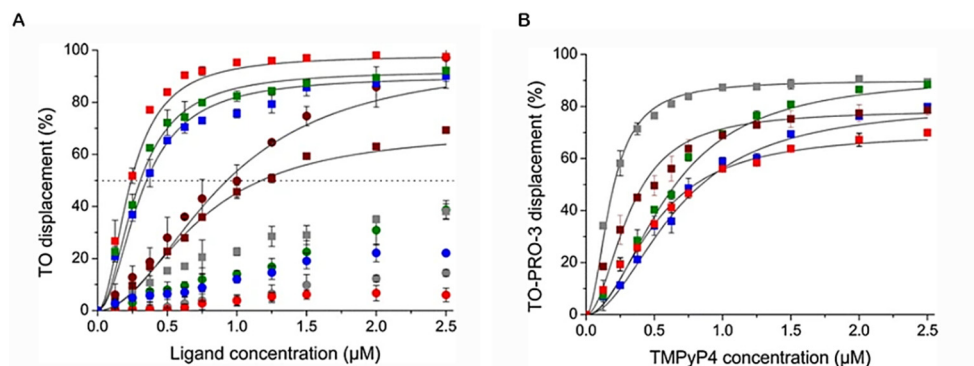 A
TO displacement (%)
100
80
60
40
20
0
0.0 0.5 1.0 1.5 2.0 2.5
Ligand concentration (µM)
B
TO-PRO-3 displacement (%)
100
80
60
40
20
0
0.0 0.5 1.0 1.5 2.0 2.5
TMPyP4 concentration (µM)